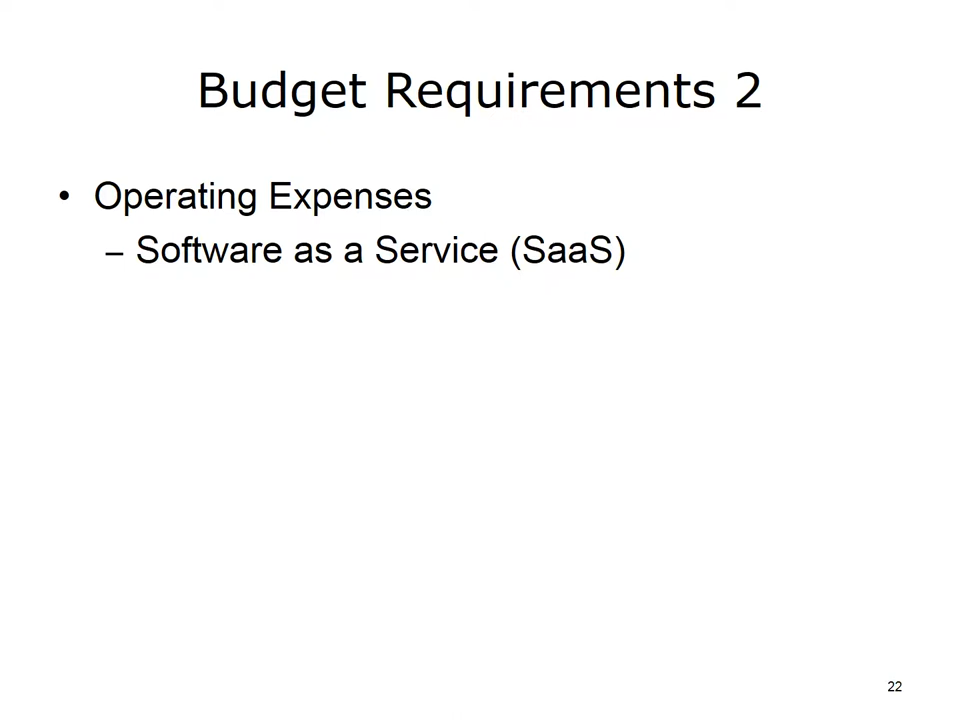 Budget Requirements 2
• Operating Expenses
– Software as a Service (SaaS)
22